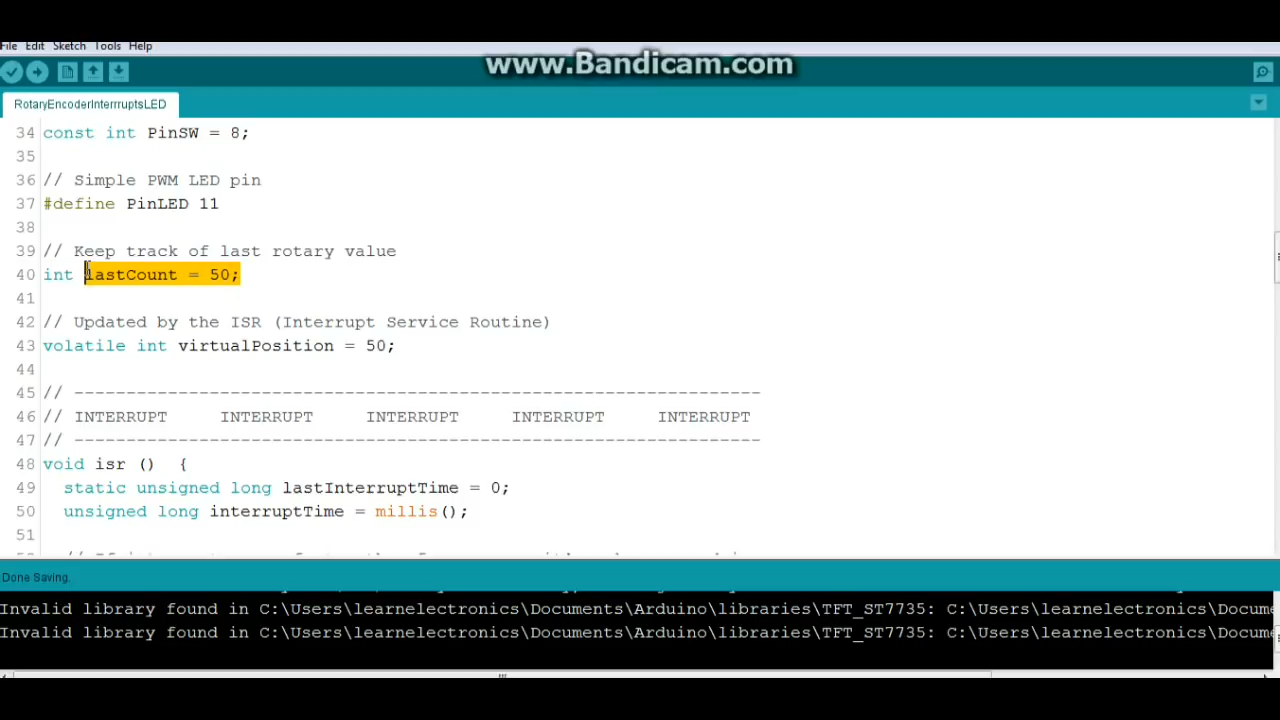 File Edit Sketch Tools Help
www.Bandicam.com
RotaryEncoderInterrruptsLED
34 const int PinSW = 8;
35
36 // Simple PWM LED pin
37 #define PinLED 11
38
39 // Keep track of last rotary value
40 int lastCount = 50;
41
42 // Updated by the ISR (Interrupt Service Routine)
43 volatile int virtualPosition = 50;
44
45 // ------------------------------------------------------------------
46 // INTERRUPT     INTERRUPT     INTERRUPT     INTERRUPT     INTERRUPT
47 // ------------------------------------------------------------------
48 void isr ()  {
49   static unsigned long lastInterruptTime = 0;
50   unsigned long interruptTime = millis();
51
Done Saving.
Invalid library found in C:\Users\learnelectronics\Documents\Arduino\libraries\TFT_ST7735: C:\Users\learnelectronics\Docume
Invalid library found in C:\Users\learnelectronics\Documents\Arduino\libraries\TFT_ST7735: C:\Users\learnelectronics\Docume